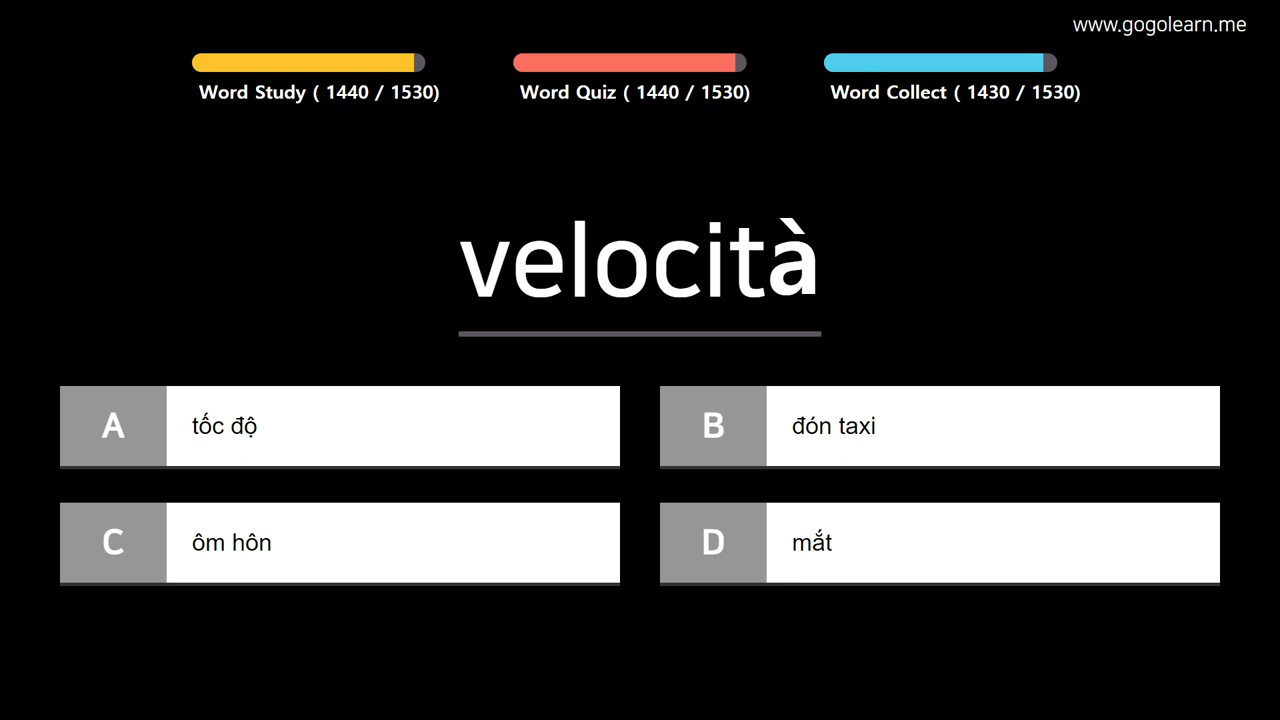 www.gogolearn.me
Word Study ( 1440 / 1530)
Word Quiz ( 1440 / 1530)
Word Collect ( 1430 / 1530)
velocità
A tốc độ
B đón taxi
C ôm hôn
D mắt